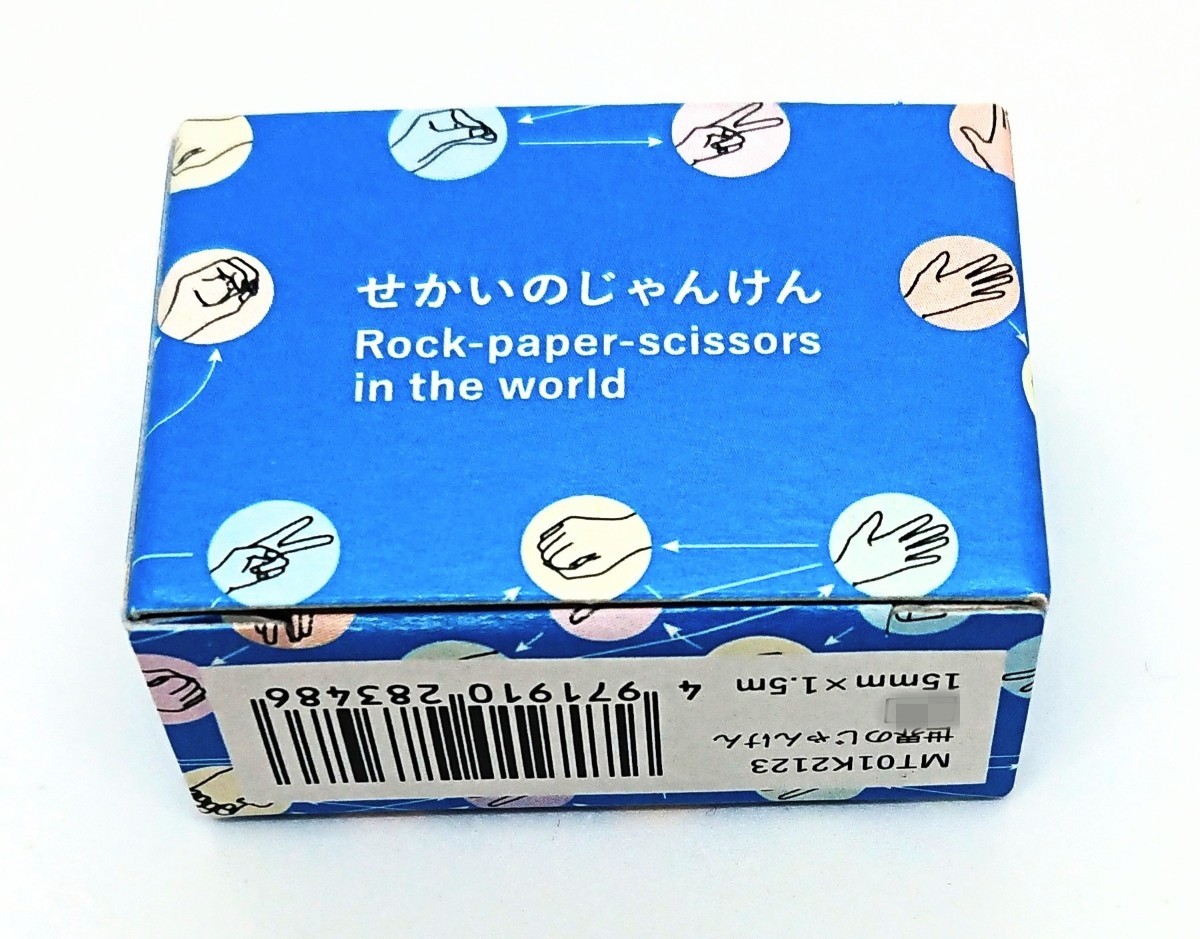 せかいのじゃんけん
Rock-paper-scissors
in the world
MT01K2123
世界のじゃんけん
15mm×1.5m
4 971910 283486